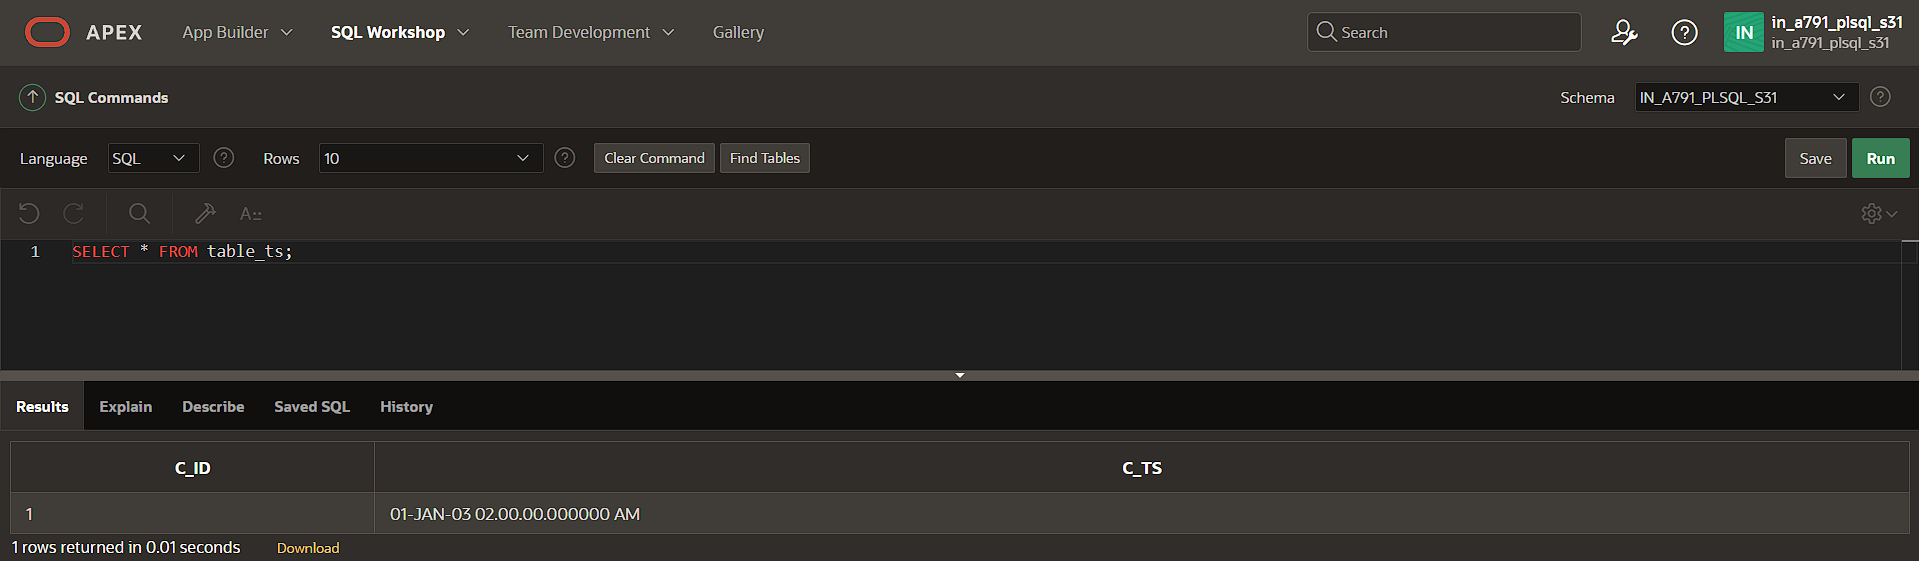 APEX App Builder SQL Workshop Team Development Gallery Search IN in_a791_plsql_s31
in_a791_plsql_s31
SQL Commands Schema IN_A791_PLSQL_S31
Language SQL Rows 10 Clear Command Find Tables Save Run
A
1 SELECT * FROM table_ts;
Results Explain Describe Saved SQL History
C_ID C_TS
1 01-JAN-03 02.00.00.000000 AM
1 rows returned in 0.01 seconds Download